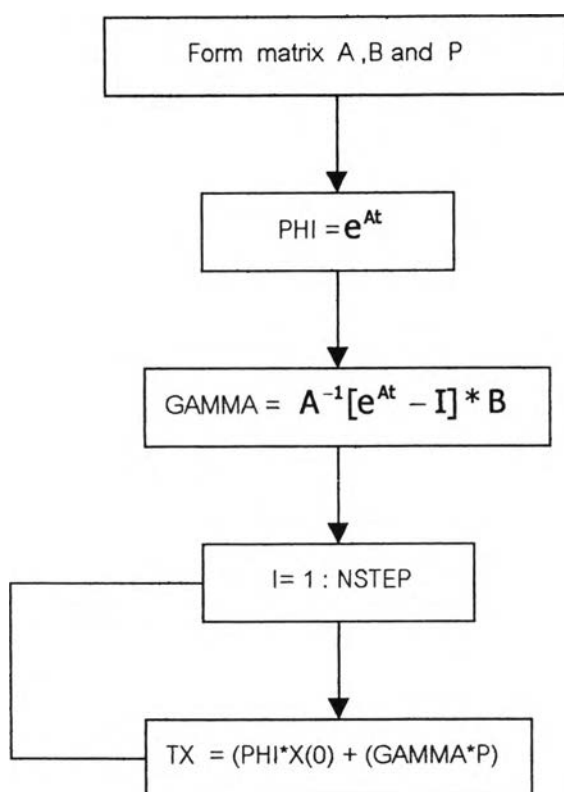 Form matrix A ,B and P
PHI = e^At
GAMMA = A^-1[e^At – I] * B
I= 1 : NSTEP
TX = (PHI*X(0) + (GAMMA*P)